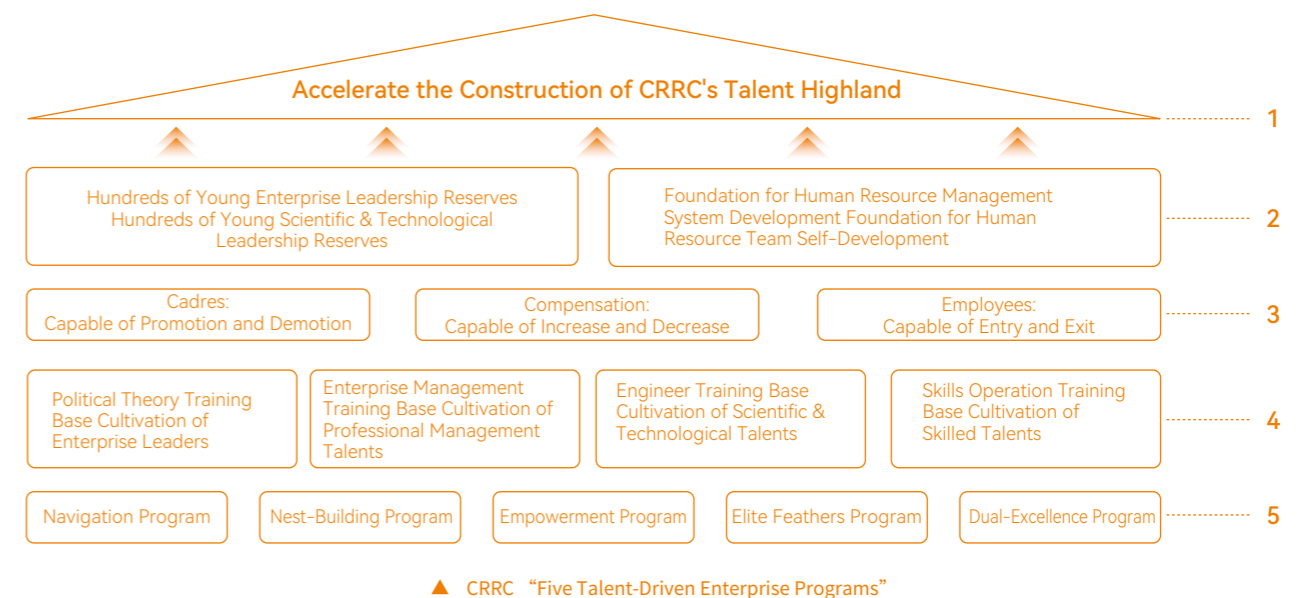 Accelerate the Construction of CRRC's Talent Highland
1
Hundreds of Young Enterprise Leadership Reserves
Hundreds of Young Scientific & Technological
Leadership Reserves
Foundation for Human Resource Management
System Development Foundation for Human
Resource Team Self-Development
2
Cadres:
Capable of Promotion and Demotion
Compensation:
Capable of Increase and Decrease
Employees:
Capable of Entry and Exit
3
Political Theory Training
Base Cultivation of
Enterprise Leaders
Enterprise Management
Training Base Cultivation of
Professional Management
Talents
Engineer Training Base
Cultivation of Scientific &
Technological Talents
Skills Operation Training
Base Cultivation of
Skilled Talents
4
Navigation Program
Nest-Building Program
Empowerment Program
Elite Feathers Program
Dual-Excellence Program
5
▲ CRRC “Five Talent-Driven Enterprise Programs”